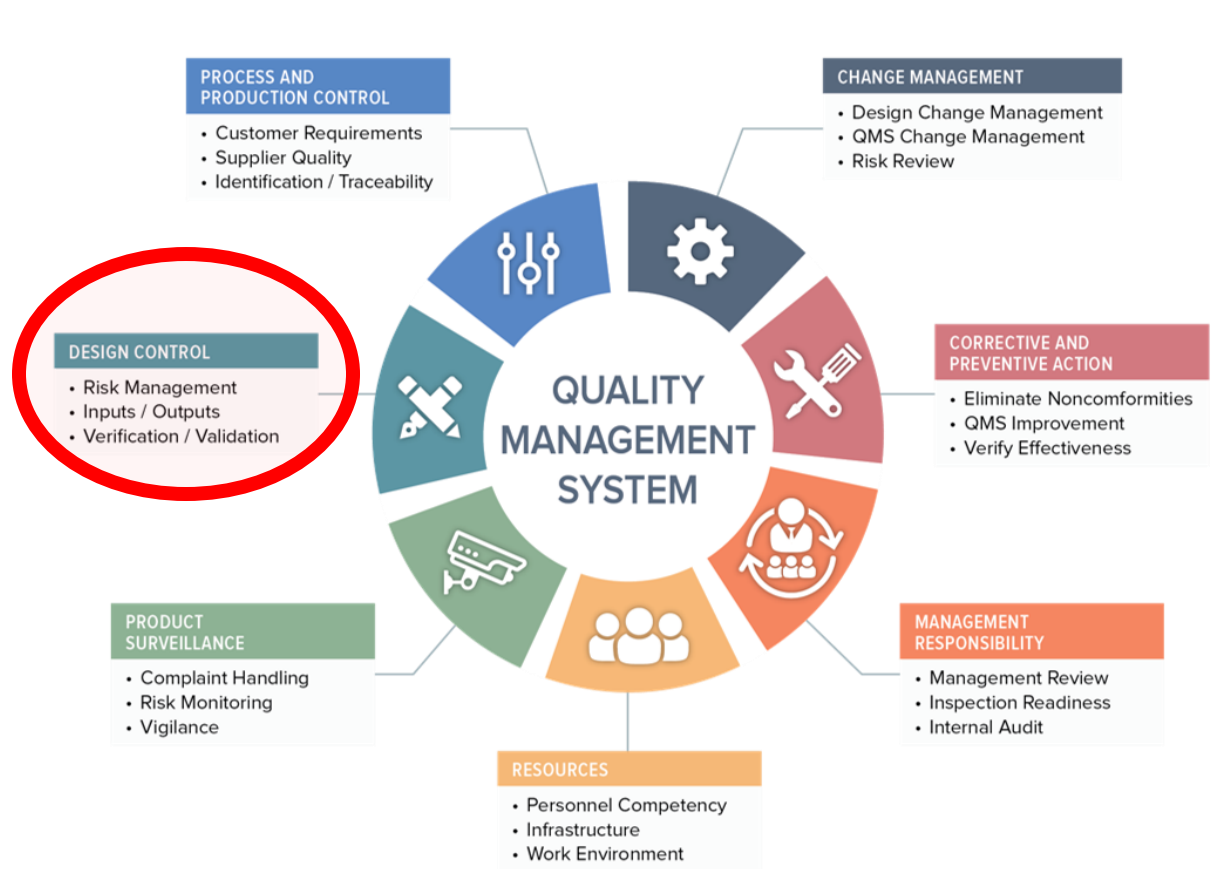 PROCESS AND
PRODUCTION CONTROL
• Customer Requirements
• Supplier Quality
• Identification / Traceability
CHANGE MANAGEMENT
• Design Change Management
• QMS Change Management
• Risk Review
DESIGN CONTROL
• Risk Management
• Inputs / Outputs
• Verification / Validation
QUALITY
MANAGEMENT
SYSTEM
CORRECTIVE AND
PREVENTIVE ACTION
• Eliminate Noncomformities
• QMS Improvement
• Verify Effectiveness
PRODUCT
SURVEILLANCE
• Complaint Handling
• Risk Monitoring
• Vigilance
MANAGEMENT
RESPONSIBILITY
• Management Review
• Inspection Readiness
• Internal Audit
RESOURCES
• Personnel Competency
• Infrastructure
• Work Environment